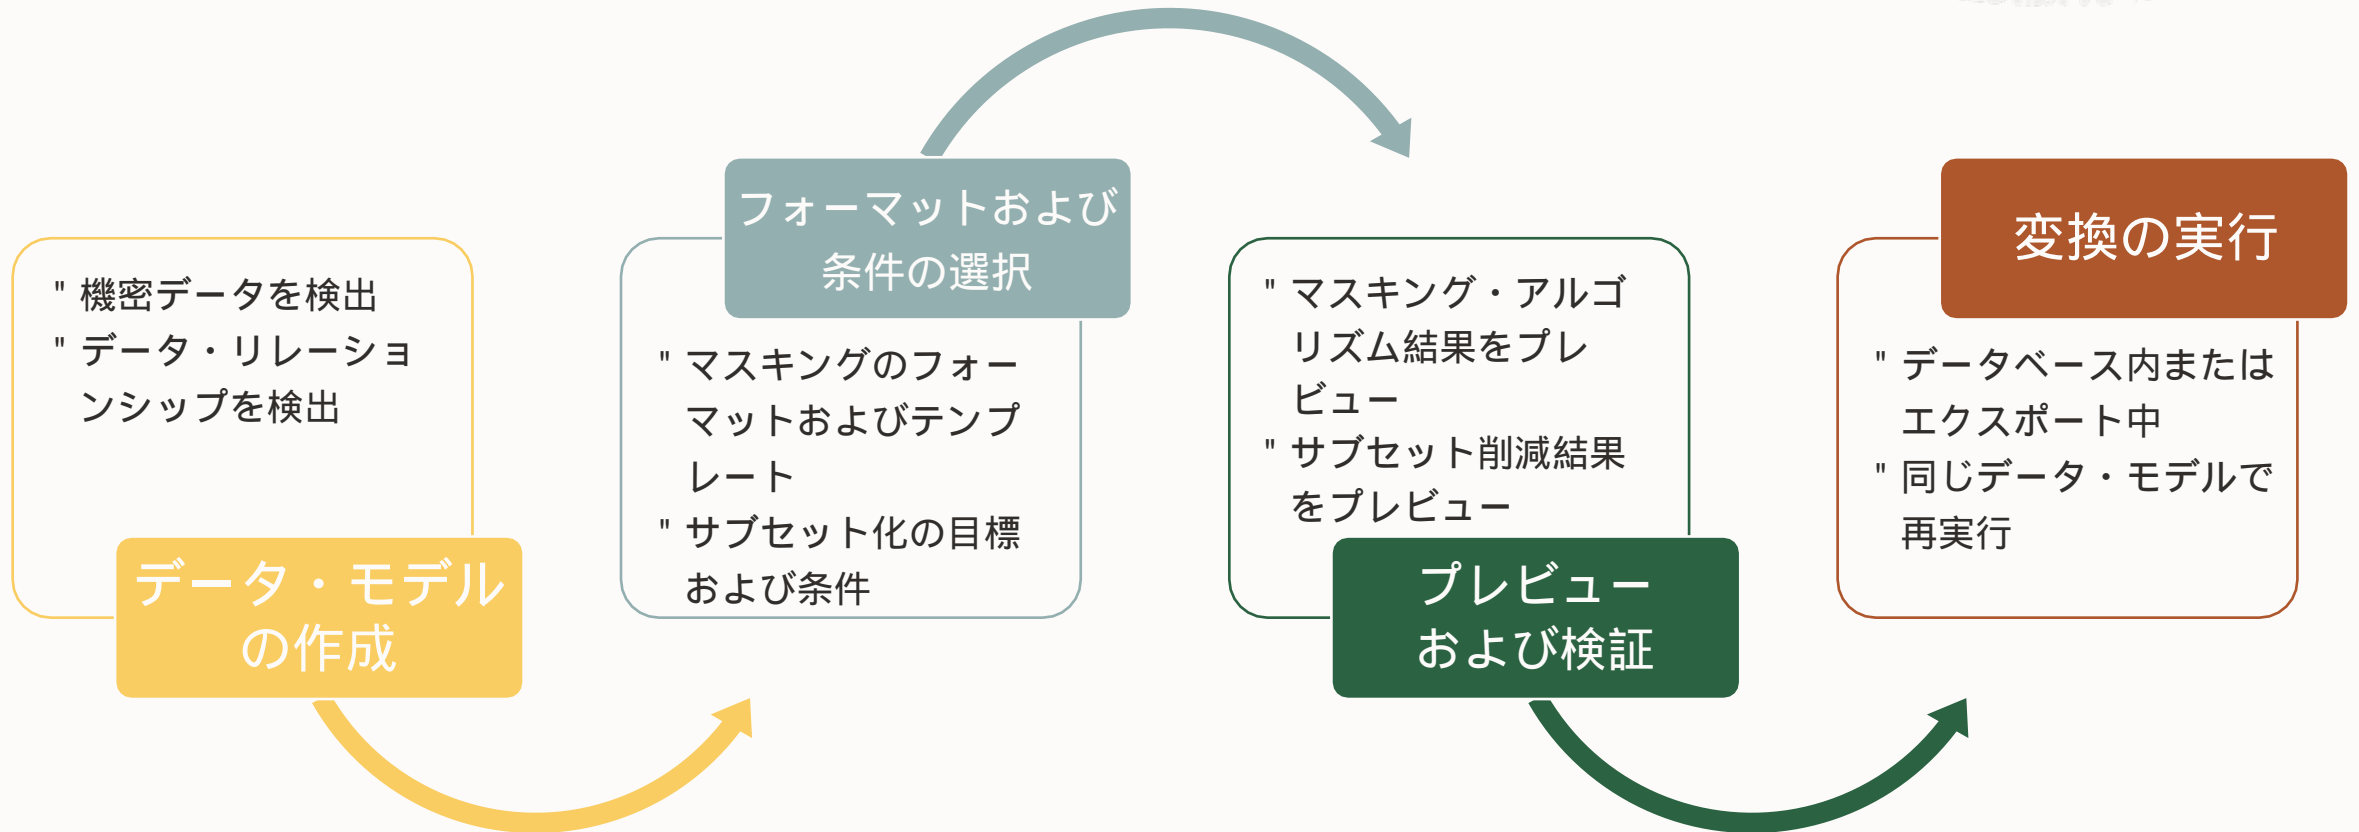 " 機密データを検出
" データ・リレーショ
ンシップを検出
データ・モデル
の作成
フォーマットおよび
条件の選択
" マスキングのフォー
マットおよびテンプ
レート
" サブセット化の目標
および条件
" マスキング・アルゴ
リズム結果をプレ
ビュー
" サブセット削減結果
をプレビュー
プレビュー
および検証
変換の実行
" データベース内または
エクスポート中
" 同じデータ・モデルで
再実行